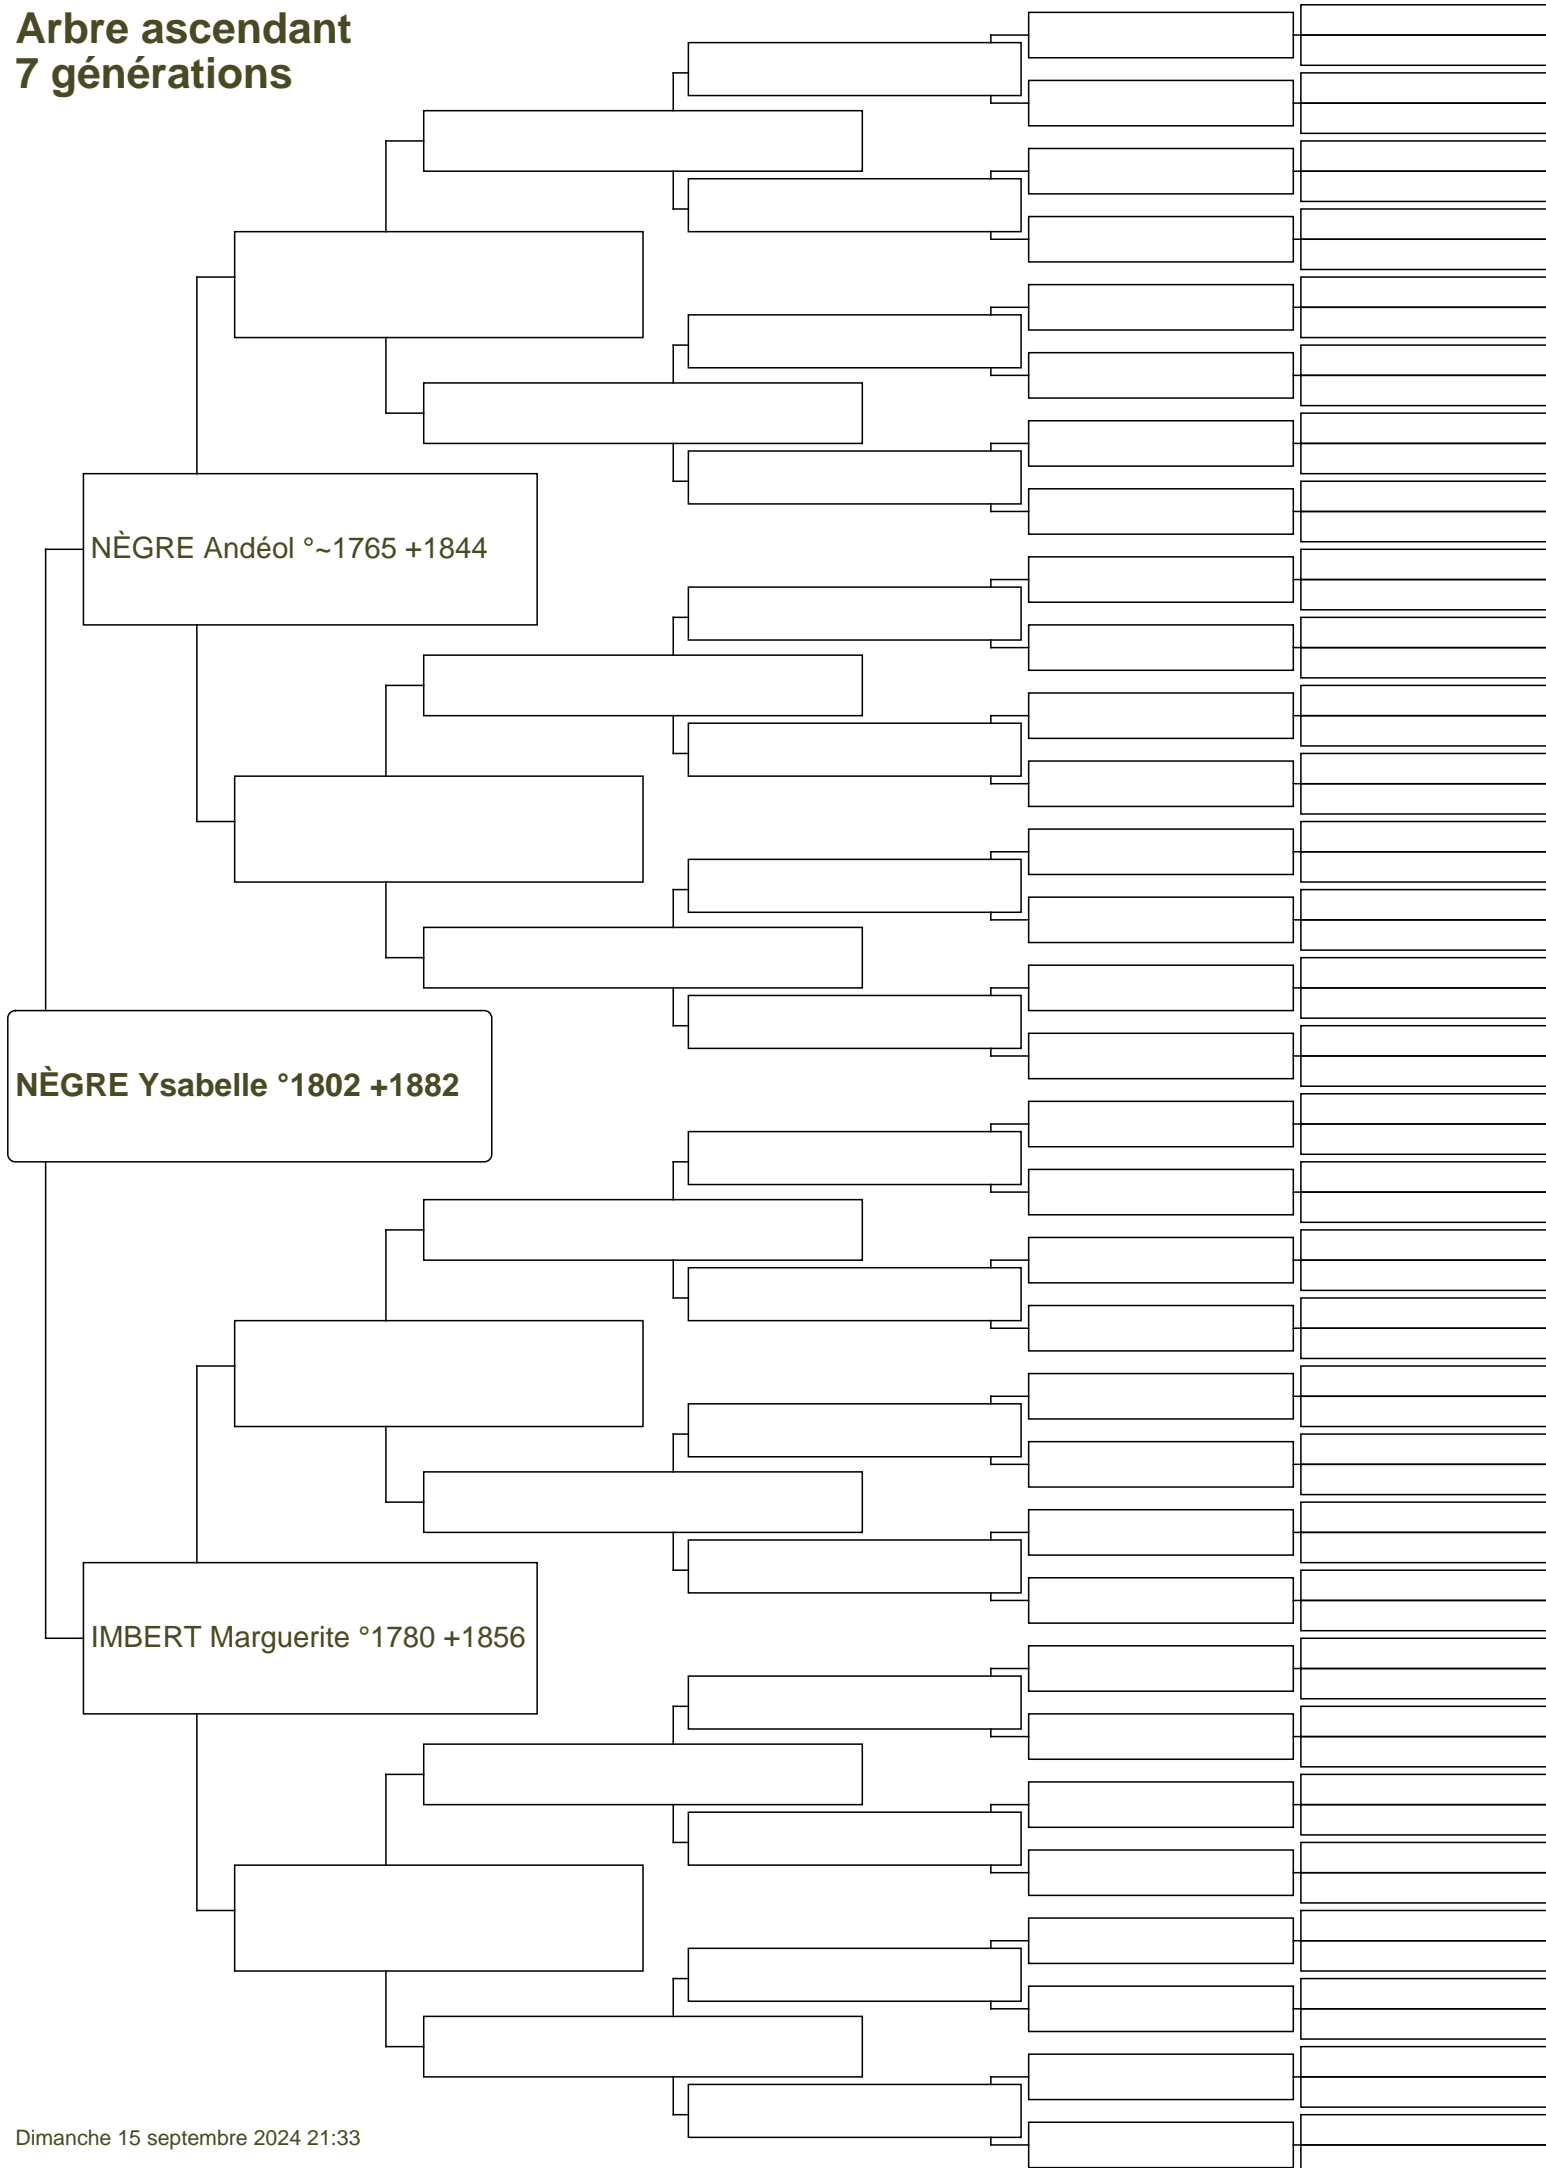 Arbre ascendant
7 générations
NÈGRE Andéol °~1765 +1844
NÈGRE Ysabelle °1802 +1882
IMBERT Marguerite °1780 +1856
Dimanche 15 septembre 2024 21:33